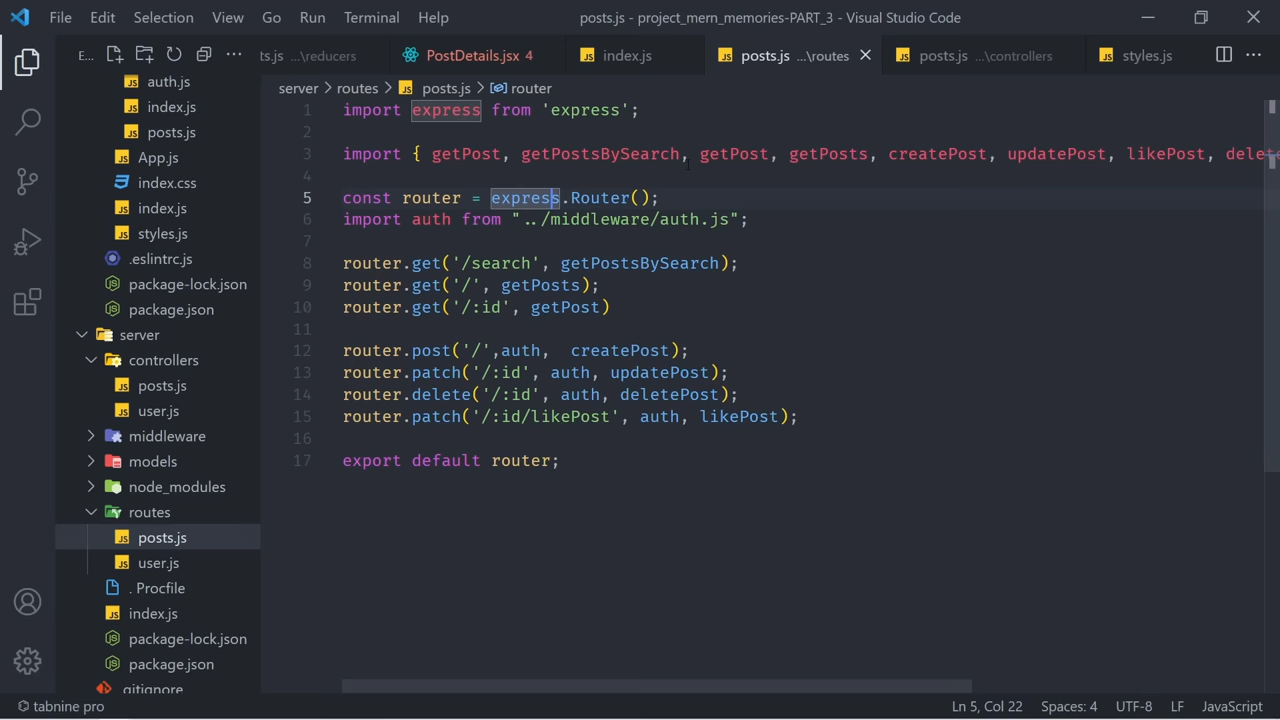 File Edit Selection View Go Run Terminal Help
posts.js - project_mern_memories-PART_3 - Visual Studio Code
E...
ts.js ...\reducers
PostDetails.jsx 4
index.js
posts.js ...\routes
posts.js ...\controllers
styles.js
auth.js
index.js
posts.js
App.js
index.css
index.js
styles.js
.eslintrc.js
package-lock.json
package.json
server
controllers
posts.js
user.js
middleware
models
node_modules
routes
posts.js
user.js
. Procfile
index.js
package-lock.json
package.json
.gitignore
server > routes > posts.js > router
1 import express from 'express';
2
3 import { getPost, getPostsBySearch, getPost, getPosts, createPost, updatePost, likePost, delete
4
5 const router = express.Router();
6 import auth from "../middleware/auth.js";
7
8 router.get('/search', getPostsBySearch);
9 router.get('/', getPosts);
10 router.get('/:id', getPost)
11
12 router.post('/',auth,  createPost);
13 router.patch('/:id', auth, updatePost);
14 router.delete('/:id', auth, deletePost);
15 router.patch('/:id/likePost', auth, likePost);
16
17 export default router;
tabnine pro
Ln 5, Col 22 Spaces: 4 UTF-8 LF JavaScript